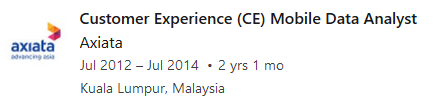 Customer Experience (CE) Mobile Data Analyst
axiata
advancing asia
Axiata
Jul 2012 – Jul 2014 • 2 yrs 1 mo
Kuala Lumpur, Malaysia